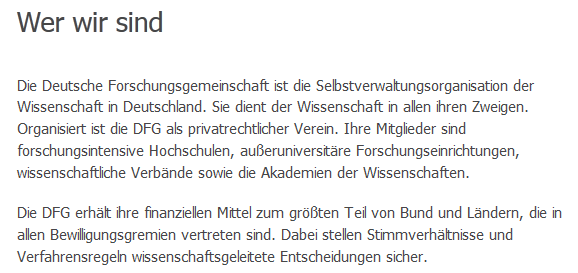 Wer wir sind
Die Deutsche Forschungsgemeinschaft ist die Selbstverwaltungsorganisation der
Wissenschaft in Deutschland. Sie dient der Wissenschaft in allen ihren Zweigen.
Organisiert ist die DFG als privatrechtlicher Verein. Ihre Mitglieder sind
forschungsintensive Hochschulen, außeruniversitäre Forschungseinrichtungen,
wissenschaftliche Verbände sowie die Akademien der Wissenschaften.
Die DFG erhält ihre finanziellen Mittel zum größten Teil von Bund und Ländern, die in
allen Bewilligungsgremien vertreten sind. Dabei stellen Stimmverhältnisse und
Verfahrensregeln wissenschaftsgeleitete Entscheidungen sicher.